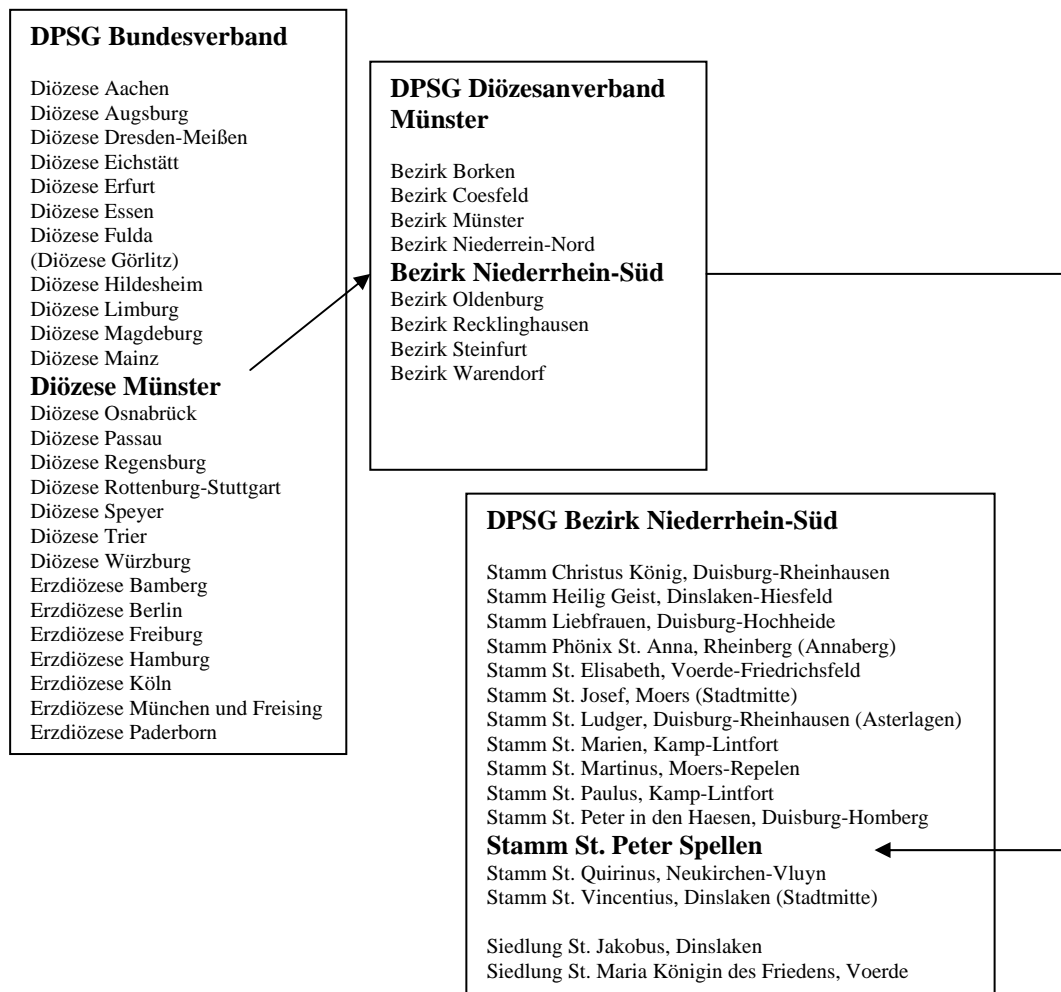 DPSG Bundesverband
Diözese Aachen
Diözese Augsburg
Diözese Dresden-Meißen
Diözese Eichstätt
Diözese Erfurt
Diözese Essen
Diözese Fulda
(Diözese Görlitz)
Diözese Hildesheim
Diözese Limburg
Diözese Magdeburg
Diözese Mainz
Diözese Münster
Diözese Osnabrück
Diözese Passau
Diözese Regensburg
Diözese Rottenburg-Stuttgart
Diözese Speyer
Diözese Trier
Diözese Würzburg
Erzdiözese Bamberg
Erzdiözese Berlin
Erzdiözese Freiburg
Erzdiözese Hamburg
Erzdiözese Köln
Erzdiözese München und Freising
Erzdiözese Paderborn
DPSG Diözesanverband
Münster
Bezirk Borken
Bezirk Coesfeld
Bezirk Münster
Bezirk Niederrein-Nord
Bezirk Niederrhein-Süd
Bezirk Oldenburg
Bezirk Recklinghausen
Bezirk Steinfurt
Bezirk Warendorf
DPSG Bezirk Niederrhein-Süd
Stamm Christus König, Duisburg-Rheinhausen
Stamm Heilig Geist, Dinslaken-Hiesfeld
Stamm Liebfrauen, Duisburg-Hochheide
Stamm Phönix St. Anna, Rheinberg (Annaberg)
Stamm St. Elisabeth, Voerde-Friedrichsfeld
Stamm St. Josef, Moers (Stadtmitte)
Stamm St. Ludger, Duisburg-Rheinhausen (Asterlagen)
Stamm St. Marien, Kamp-Lintfort
Stamm St. Martinus, Moers-Repelen
Stamm St. Paulus, Kamp-Lintfort
Stamm St. Peter in den Haesen, Duisburg-Homberg
Stamm St. Peter Spellen
Stamm St. Quirinus, Neukirchen-Vluyn
Stamm St. Vincentius, Dinslaken (Stadtmitte)
Siedlung St. Jakobus, Dinslaken
Siedlung St. Maria Königin des Friedens, Voerde